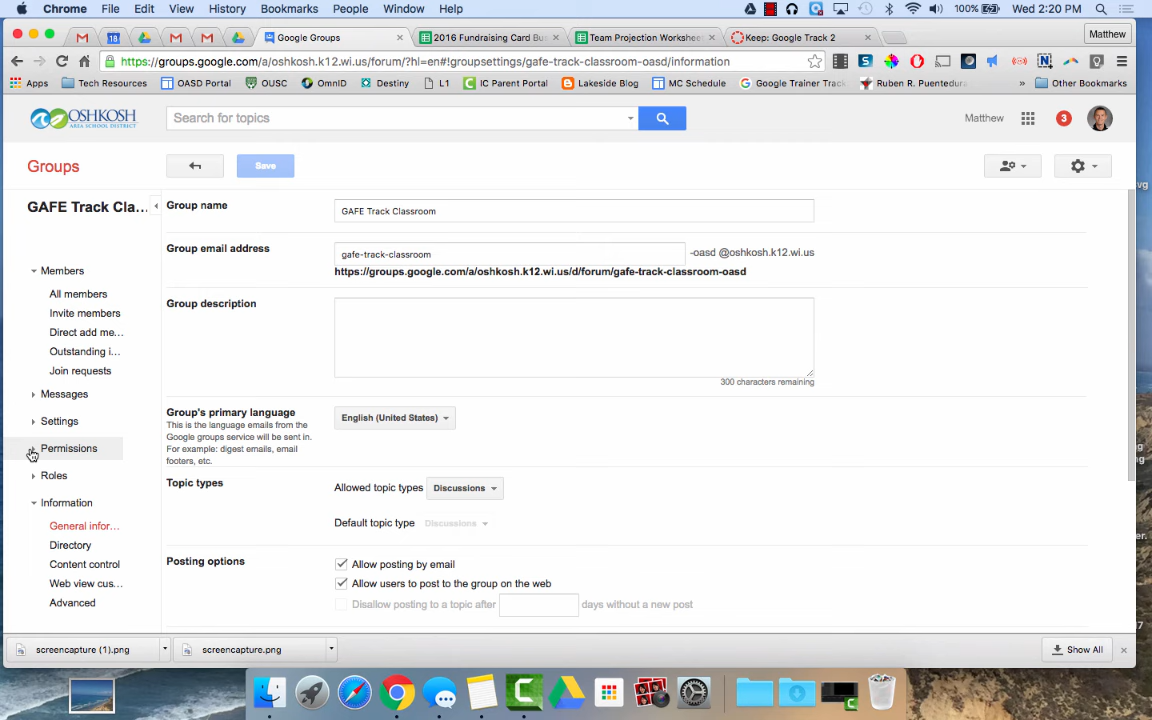 Chrome File Edit View History Bookmarks People Window Help
100% Wed 2:20 PM
18
Google Groups
2016 Fundraising Card Bu
Team Projection Workshee
Keep: Google Track 2
Matthew
https://groups.google.com/a/oshkosh.k12.wi.us/forum/?hl=en#!groupsettings/gafe-track-classroom-oasd/information
Apps Tech Resources OASD Portal OUSC OmniID Destiny L1 IC Parent Portal Lakeside Blog MC Schedule Google Trainer Track Ruben R. Puentedur » Other Bookmarks
OSHKOSH
AREA SCHOOL DISTRICT
Search for topics
Matthew
3
Groups
Save
GAFE Track Cla...
Group name
GAFE Track Classroom
Group email address
gafe-track-classroom
-oasd @oshkosh.k12.wi.us
https://groups.google.com/a/oshkosh.k12.wi.us/d/forum/gafe-track-classroom-oasd
Members
All members
Invite members
Direct add me...
Outstanding i...
Join requests
Messages
Settings
Permissions
Roles
Information
General infor...
Directory
Content control
Web view cus...
Advanced
Group description
300 characters remaining
Group's primary language
This is the language emails from the
Google groups service will be sent in.
For example: digest emails, email
footers, etc.
English (United States)
Topic types
Allowed topic types Discussions
Default topic type Discussions
Posting options
Allow posting by email
Allow users to post to the group on the web
Disallow posting to a topic after days without a new post
screencapture (1).png
screencapture.png
Show All